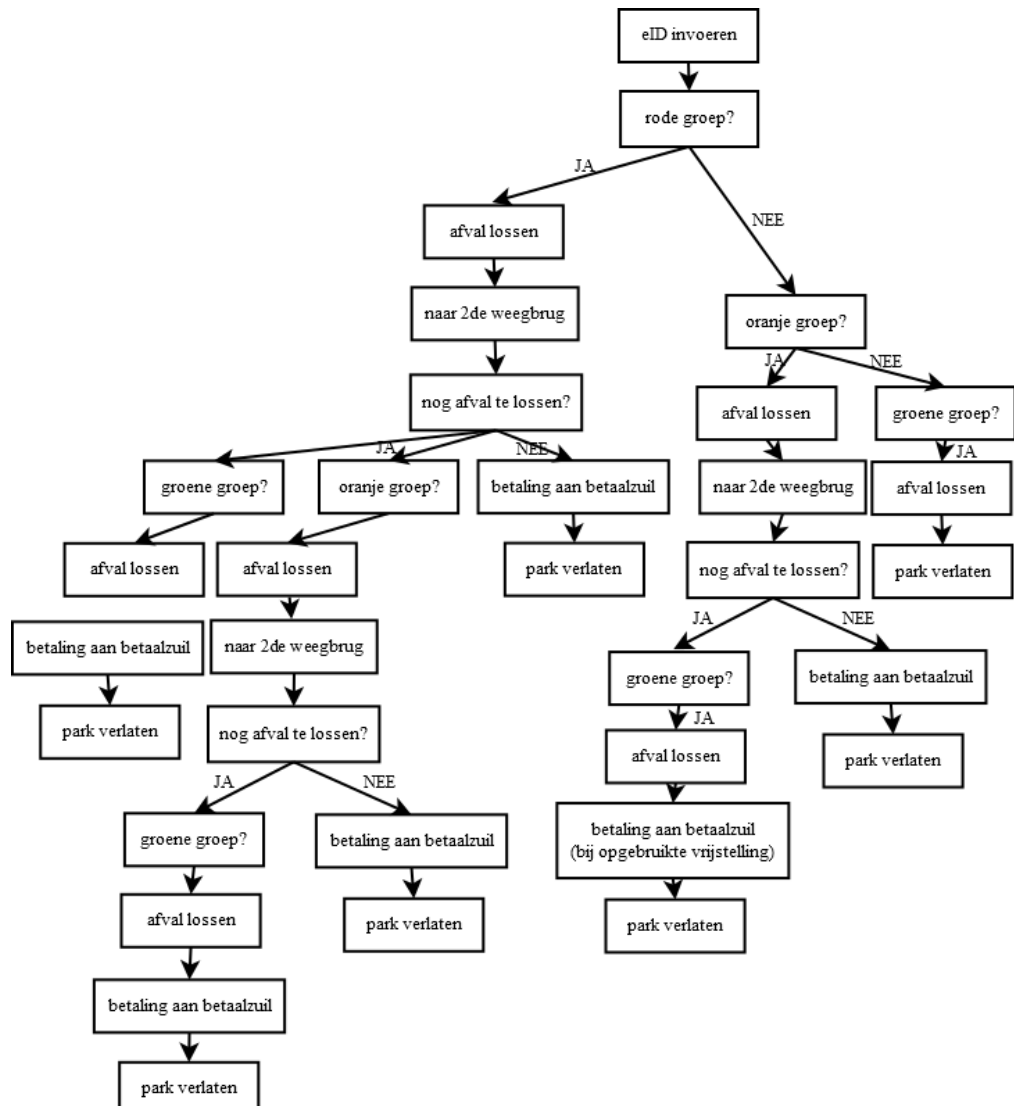 eID invoeren
rode groep?
JA
NEE
afval lossen
naar 2de weegbrug
oranje groep?
JA
NEE
nog afval te lossen?
afval lossen
groene groep?
JA
NEE
JA
groene groep?
oranje groep?
betaling aan betaalzuil
naar 2de weegbrug
afval lossen
afval lossen
afval lossen
park verlaten
nog afval te lossen?
park verlaten
JA
NEE
betaling aan betaalzuil
naar 2de weegbrug
groene groep?
betaling aan betaalzuil
JA
park verlaten
nog afval te lossen?
afval lossen
park verlaten
JA
NEE
groene groep?
betaling aan betaalzuil
betaling aan betaalzuil
(bij opgebruikte vrijstelling)
afval lossen
park verlaten
park verlaten
betaling aan betaalzuil
park verlaten